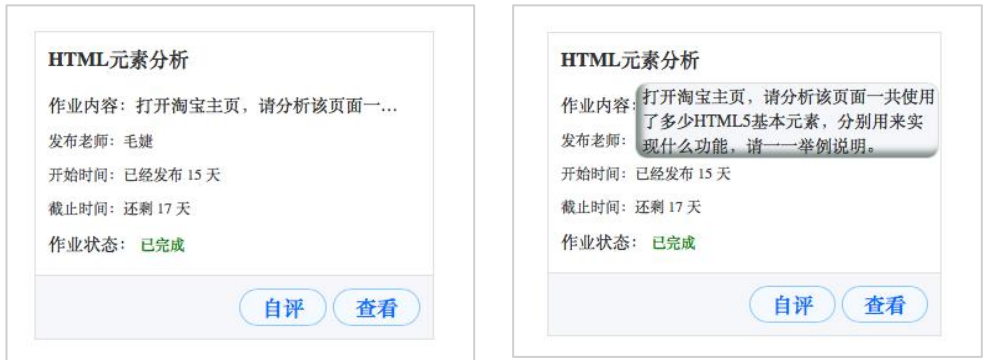 HTML元素分析
作业内容：打开淘宝主页，请分析该页面一…
发布老师：毛婕
开始时间：已经发布 15 天
截止时间：还剩 17 天
作业状态： 已完成
自评 查看
HTML元素分析
作业内容：打开淘宝主页，请分析该页面一共使用
了多少HTML5基本元素，分别用来实
发布老师：
现什么功能，请一一举例说明。
开始时间：已经发布 15 天
截止时间：还剩 17 天
作业状态： 已完成
自评 查看